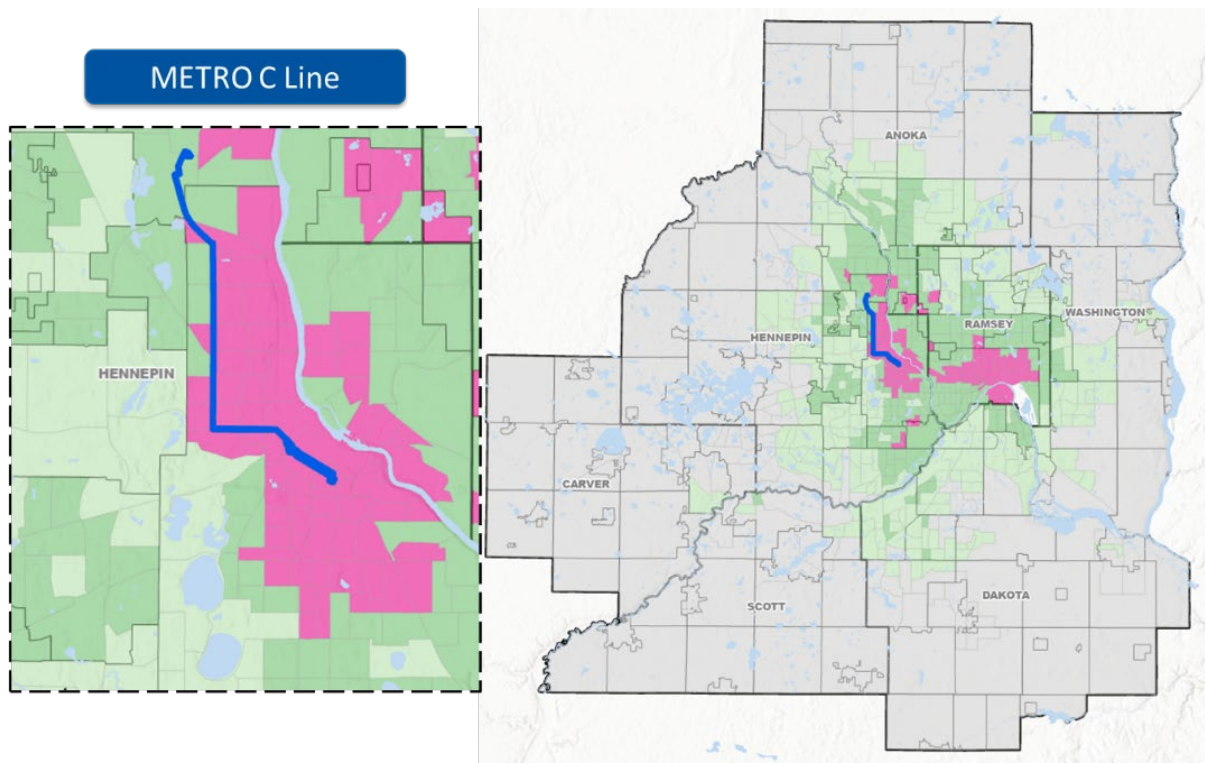 METRO C Line
HENNEPIN
ANOKA
HENNEPIN
RAMSEY
WASHINGTON
CARVER
SCOTT
DAKOTA